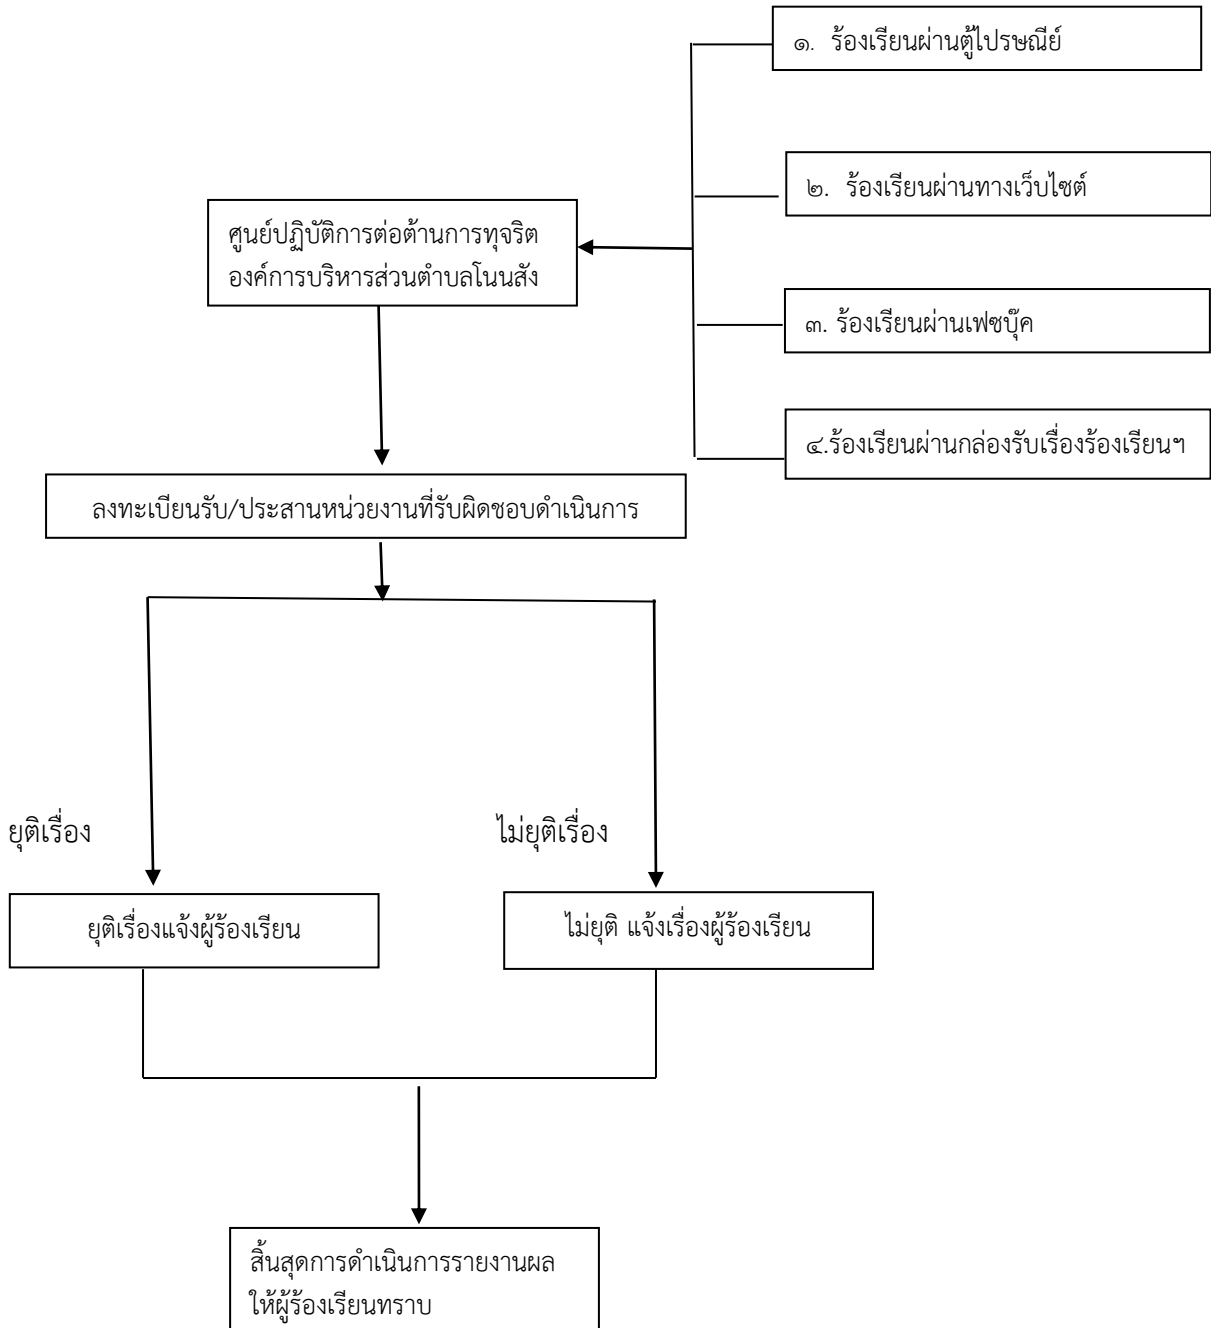 ๑. ร้องเรียนผ่านตู้ไปรษณีย์
๒. ร้องเรียนผ่านทางเว็บไซต์
ศูนย์ปฏิบัติการต่อต้านการทุจริต
องค์การบริหารส่วนตำบลโนนสัง
๓. ร้องเรียนผ่านเฟซบุ๊ค
๔.ร้องเรียนผ่านกล่องรับเรื่องร้องเรียนฯ
ลงทะเบียนรับ/ประสานหน่วยงานที่รับผิดชอบดำเนินการ
ยุติเรื่อง
ไม่ยุติเรื่อง
ยุติเรื่องแจ้งผู้ร้องเรียน
ไม่ยุติ แจ้งเรื่องผู้ร้องเรียน
สิ้นสุดการดำเนินการรายงานผล
ให้ผู้ร้องเรียนทราบ